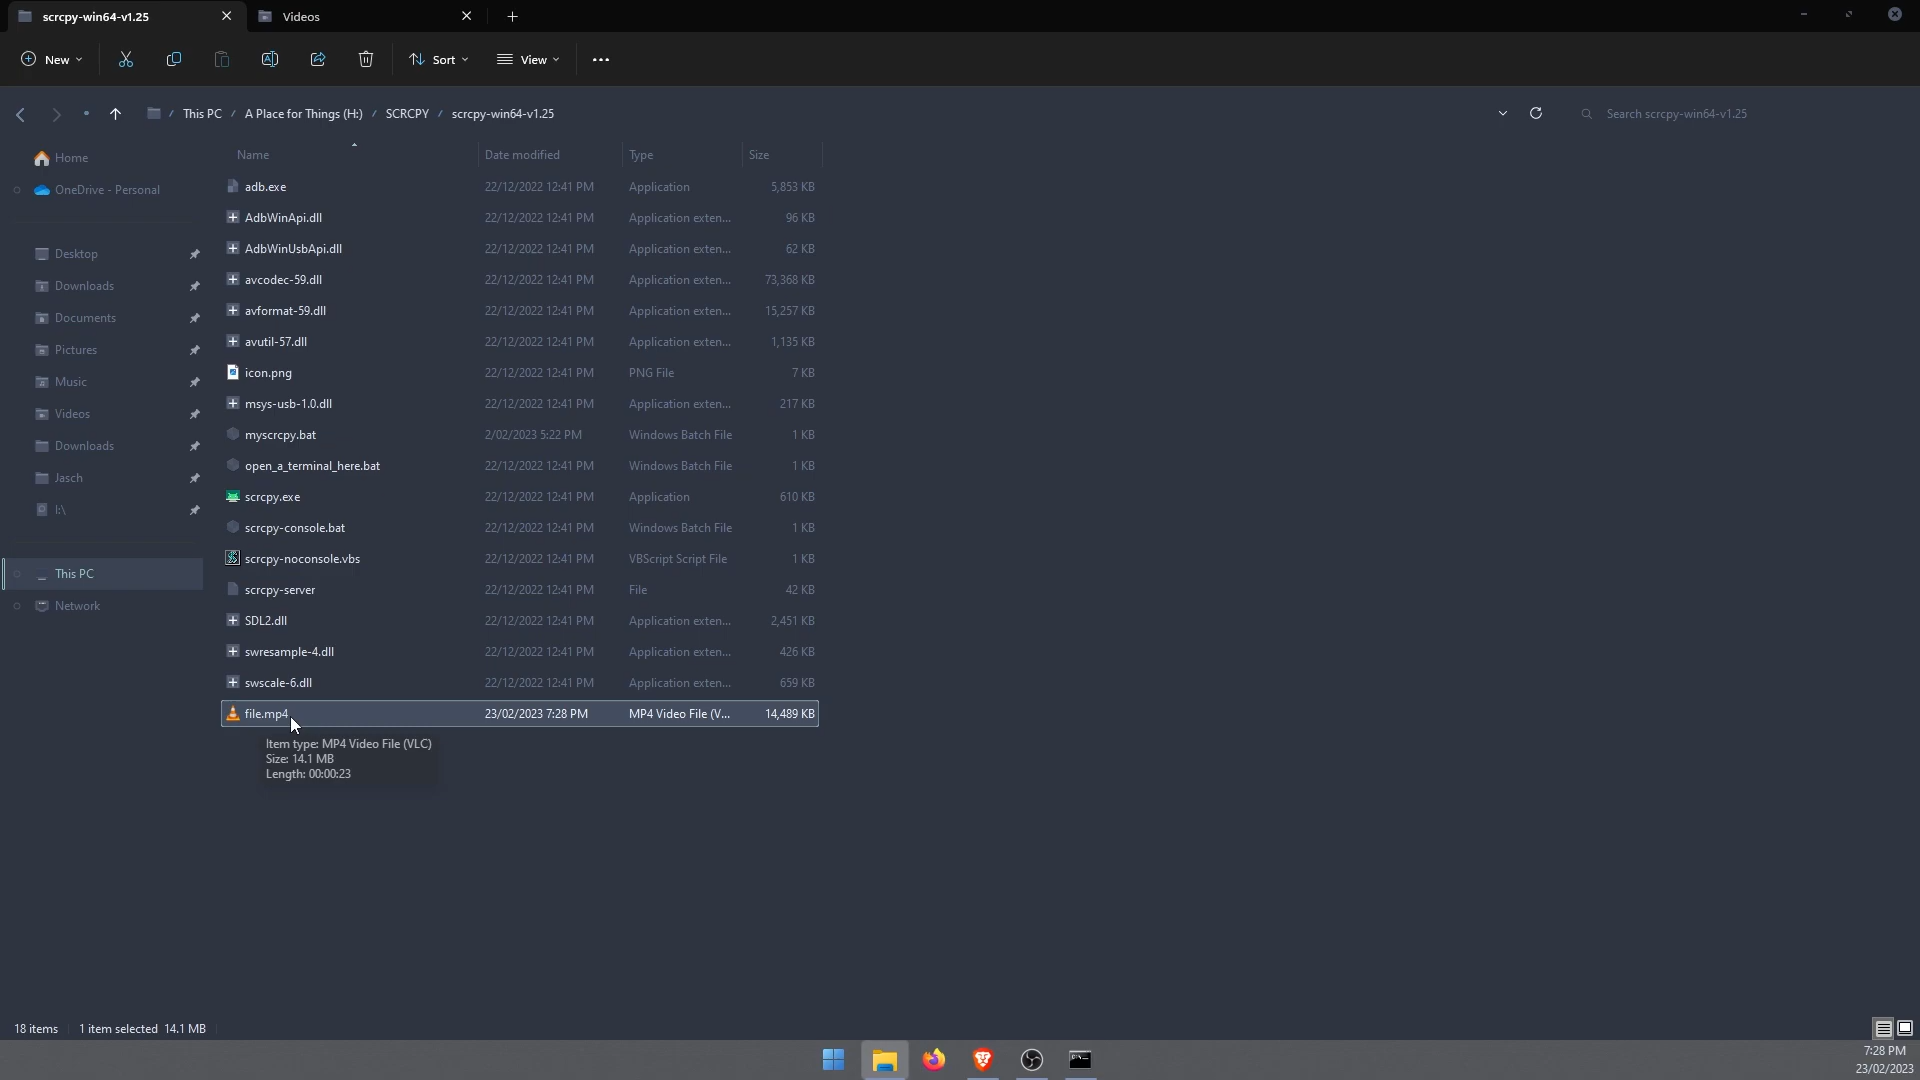 scrcpy-win64-v1.25
Videos
New
Sort
View
This PC / A Place for Things (H:) / SCRCPY / scrcpy-win64-v1.25
Search scrcpy-win64-v1.25
Home
OneDrive - Personal
Desktop
Downloads
Documents
Pictures
Music
Videos
Downloads
Jasch
I:\
This PC
Network
Name Date modified Type Size
adb.exe 22/12/2022 12:41 PM Application 5,853 KB
AdbWinApi.dll 22/12/2022 12:41 PM Application exten... 96 KB
AdbWinUsbApi.dll 22/12/2022 12:41 PM Application exten... 62 KB
avcodec-59.dll 22/12/2022 12:41 PM Application exten... 73,368 KB
avformat-59.dll 22/12/2022 12:41 PM Application exten... 15,257 KB
avutil-57.dll 22/12/2022 12:41 PM Application exten... 1,135 KB
icon.png 22/12/2022 12:41 PM PNG File 7 KB
msys-usb-1.0.dll 22/12/2022 12:41 PM Application exten... 217 KB
myscrcpy.bat 2/02/2023 5:22 PM Windows Batch File 1 KB
open_a_terminal_here.bat 22/12/2022 12:41 PM Windows Batch File 1 KB
scrcpy.exe 22/12/2022 12:41 PM Application 610 KB
scrcpy-console.bat 22/12/2022 12:41 PM Windows Batch File 1 KB
scrcpy-noconsole.vbs 22/12/2022 12:41 PM VBScript Script File 1 KB
scrcpy-server 22/12/2022 12:41 PM File 42 KB
SDL2.dll 22/12/2022 12:41 PM Application exten... 2,451 KB
swresample-4.dll 22/12/2022 12:41 PM Application exten... 426 KB
swscale-6.dll 22/12/2022 12:41 PM Application exten... 659 KB
file.mp4 23/02/2023 7:28 PM MP4 Video File (V... 14,489 KB
Item type: MP4 Video File (VLC)
Size: 14.1 MB
Length: 00:00:23
18 items 1 item selected 14.1 MB
7:28 PM
23/02/2023